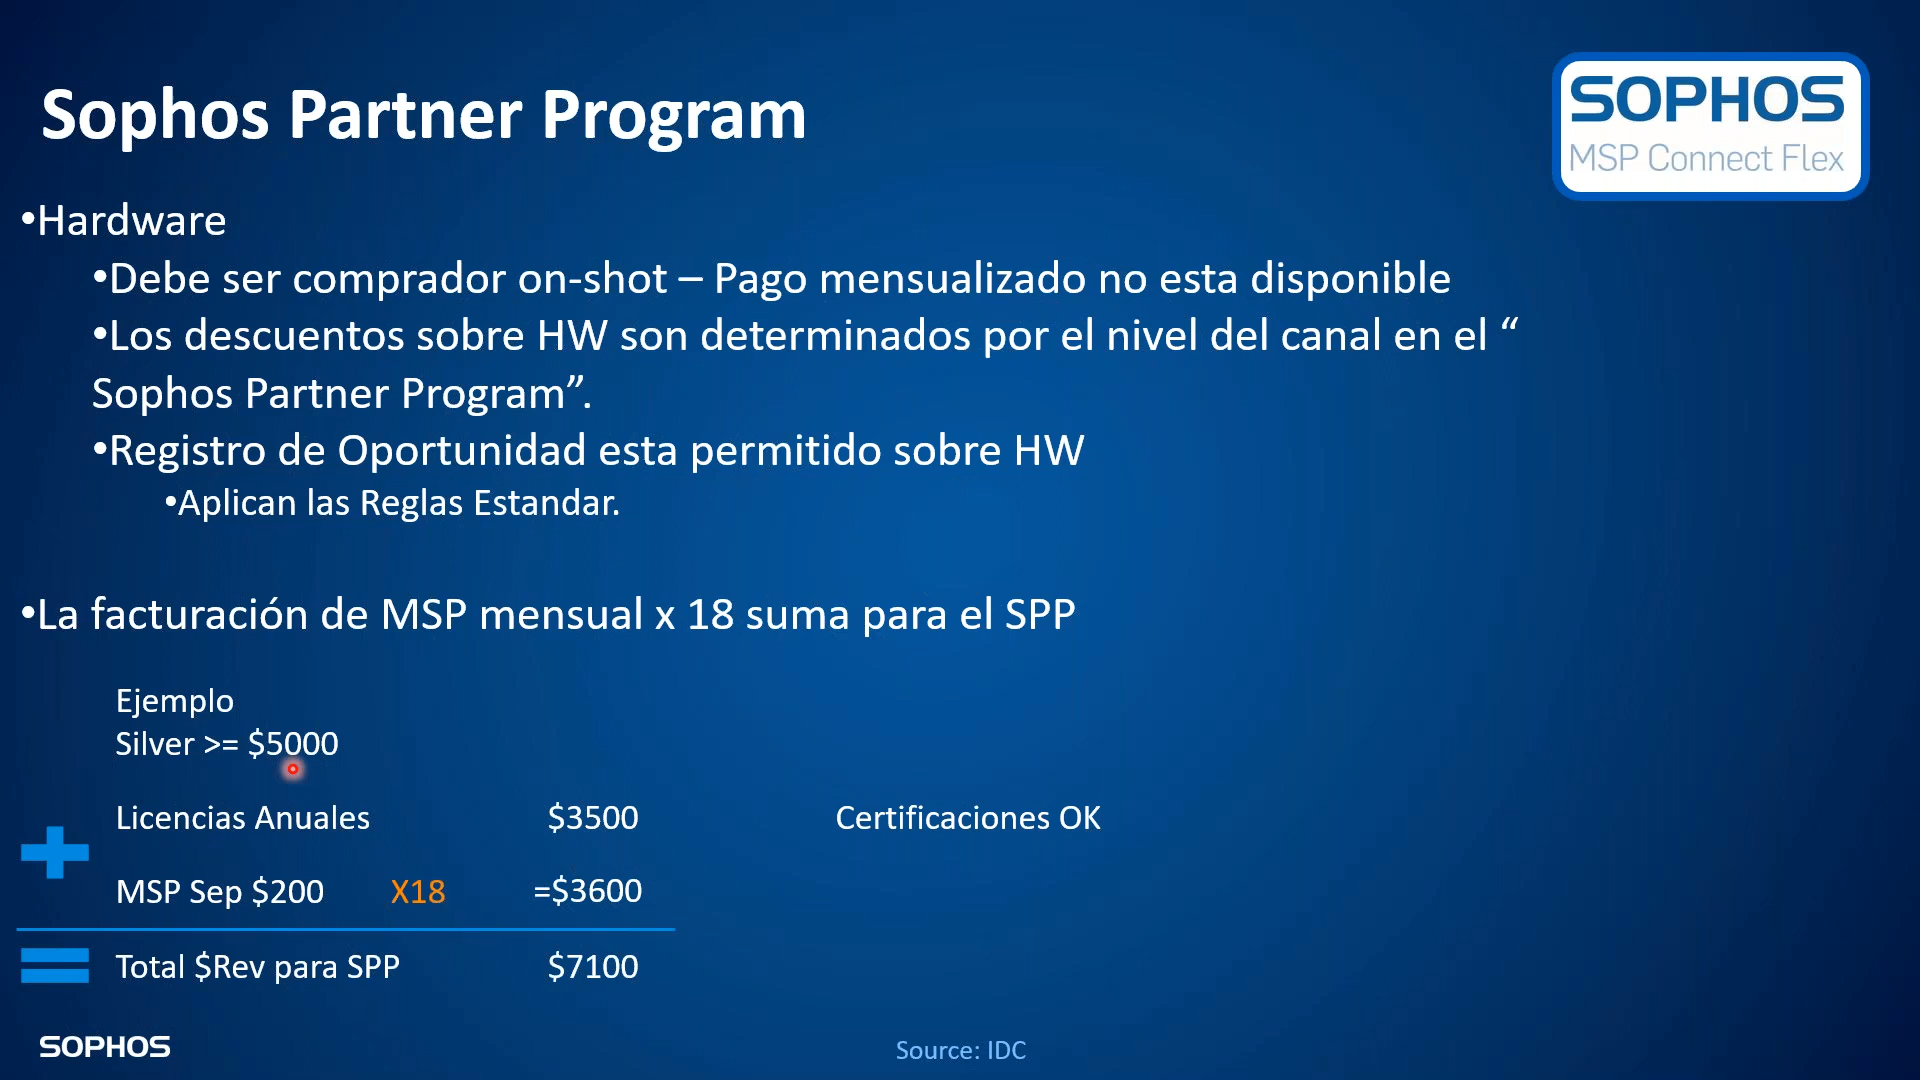 Sophos Partner Program
SOPHOS
MSP Connect Flex
•Hardware
•Debe ser comprador on-shot – Pago mensualizado no esta disponible
•Los descuentos sobre HW son determinados por el nivel del canal en el “
Sophos Partner Program”.
•Registro de Oportunidad esta permitido sobre HW
•Aplican las Reglas Estandar.
•La facturación de MSP mensual x 18 suma para el SPP
Ejemplo
Silver >= $5000
Licencias Anuales $3500 Certificaciones OK
MSP Sep $200 X18 =$3600
Total $Rev para SPP $7100
SOPHOS
Source: IDC